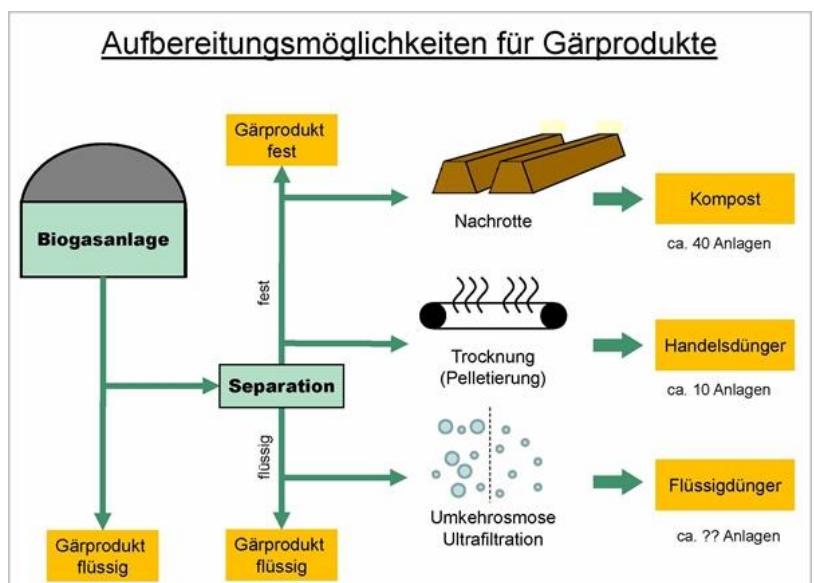 Aufbereitungsmöglichkeiten für Gärprodukte
Gärprodukt
fest
Biogasanlage
Nachrotte
Kompost
ca. 40 Anlagen
fest
Trocknung
(Pelletierung)
Handelsdünger
ca. 10 Anlagen
Separation
flüssig
Umkehrosmose
Ultrafiltration
Flüssigdünger
ca. ?? Anlagen
Gärprodukt
flüssig
Gärprodukt
flüssig